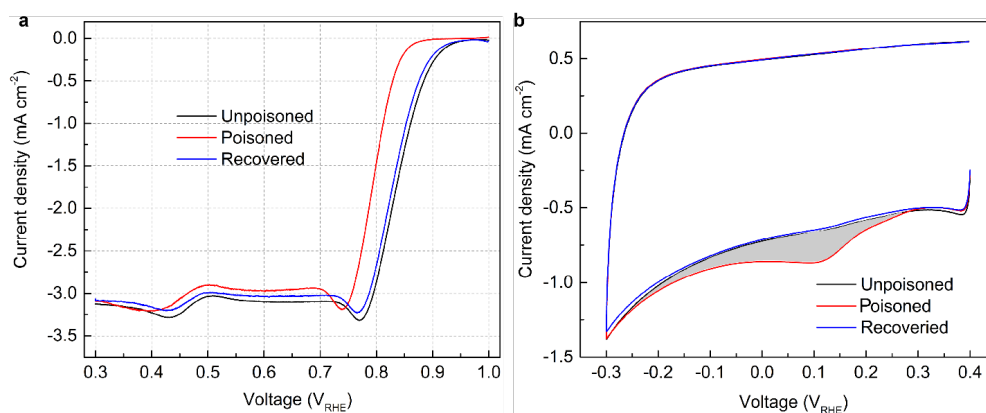 a
0.0
-0.5
-1.0
-1.5
-2.0
-2.5
-3.0
-3.5
Current density (mA cm-2)
Unpoisoned
Poisoned
Recovered
0.3 0.4 0.5 0.6 0.7 0.8 0.9 1.0
Voltage (VRHE)
b
0.5
0.0
-0.5
-1.0
-1.5
Current density (mA cm-2)
Unpoisoned
Poisoned
Recoveried
-0.3 -0.2 -0.1 0.0 0.1 0.2 0.3 0.4
Voltage (VRHE)